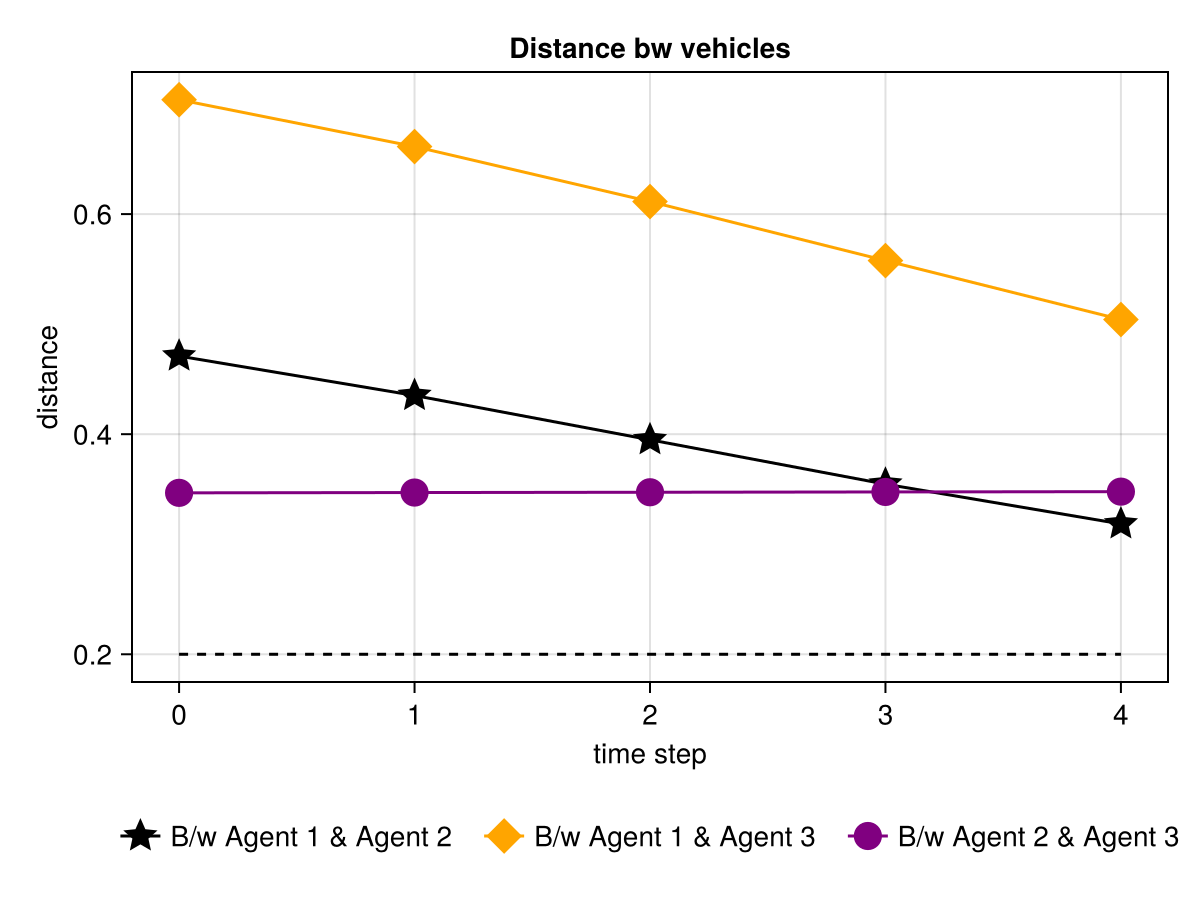 Distance bw vehicles
distance
0.6
0.4
0.2
0 1 2 3 4
time step
B/w Agent 1 & Agent 2 B/w Agent 1 & Agent 3 B/w Agent 2 & Agent 3